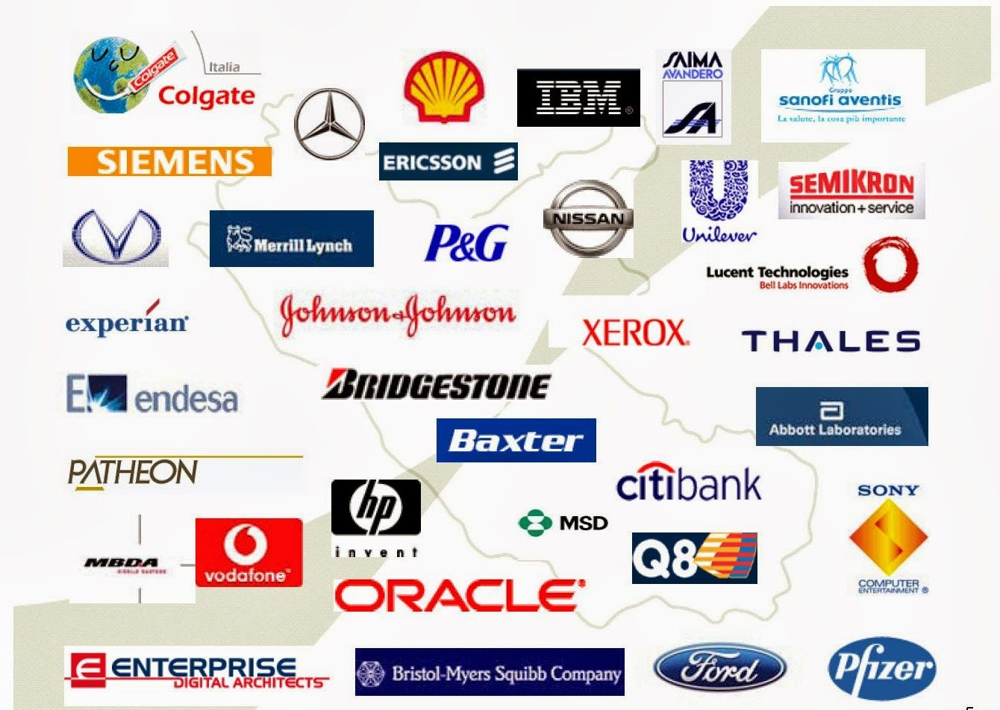 Colgate
Italia
Colgate
IBM®
SAIMA
AVANDERO
SA
Gruppo
sanofi aventis
La salute, la cosa più importante
SIEMENS
ERICSSON
Unilever
SEMIKRON
innovation+service
NISSAN
Merrill Lynch
P&G
Lucent Technologies
Bell Labs Innovations
experian®
Johnson & Johnson
XEROX®
THALES
E endesa
BRIDGESTONE
Abbott Laboratories
Baxter
PATHEON
citibank
hp
invent
MSD
SONY
COMPUTER
ENTERTAINMENT ®
MBDA
vodafone™
Q8
ORACLE®
E ENTERPRISE
DIGITAL ARCHITECTS
Bristol-Myers Squibb Company
Ford
Pfizer